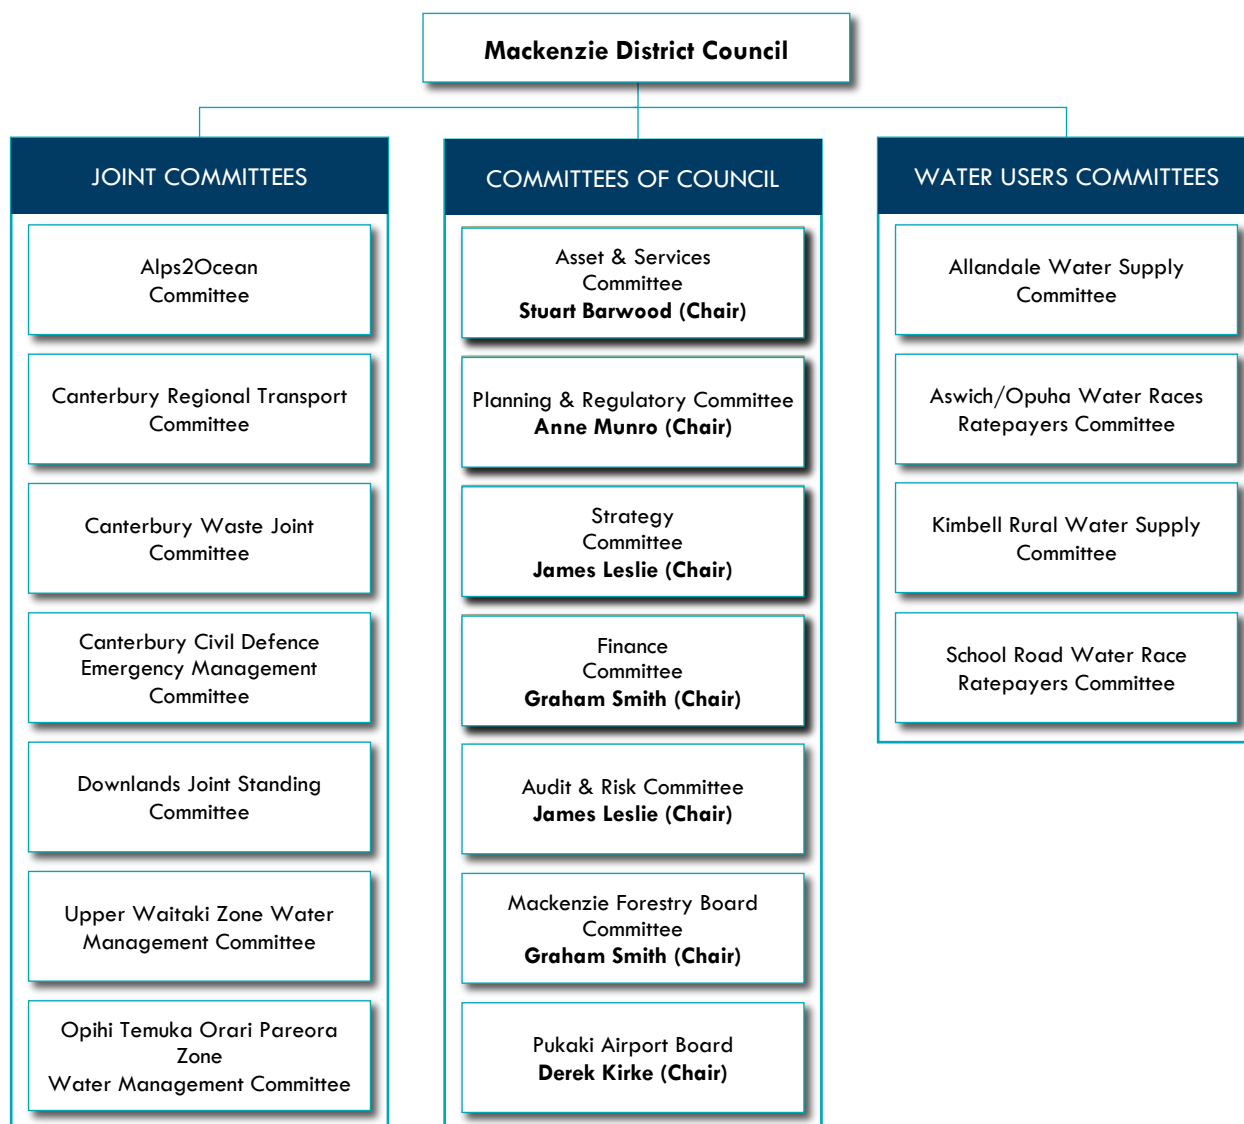 Mackenzie District Council
JOINT COMMITTEES
Alps2Ocean
Committee
Canterbury Regional Transport
Committee
Canterbury Waste Joint
Committee
Canterbury Civil Defence
Emergency Management
Committee
Downlands Joint Standing
Committee
Upper Waitaki Zone Water
Management Committee
Opihi Temuka Orari Pareora
Zone
Water Management Committee
COMMITTEES OF COUNCIL
Asset & Services
Committee
Stuart Barwood (Chair)
Planning & Regulatory Committee
Anne Munro (Chair)
Strategy
Committee
James Leslie (Chair)
Finance
Committee
Graham Smith (Chair)
Audit & Risk Committee
James Leslie (Chair)
Mackenzie Forestry Board
Committee
Graham Smith (Chair)
Pukaki Airport Board
Derek Kirke (Chair)
WATER USERS COMMITTEES
Allandale Water Supply
Committee
Aswich/Opuha Water Races
Ratepayers Committee
Kimbell Rural Water Supply
Committee
School Road Water Race
Ratepayers Committee